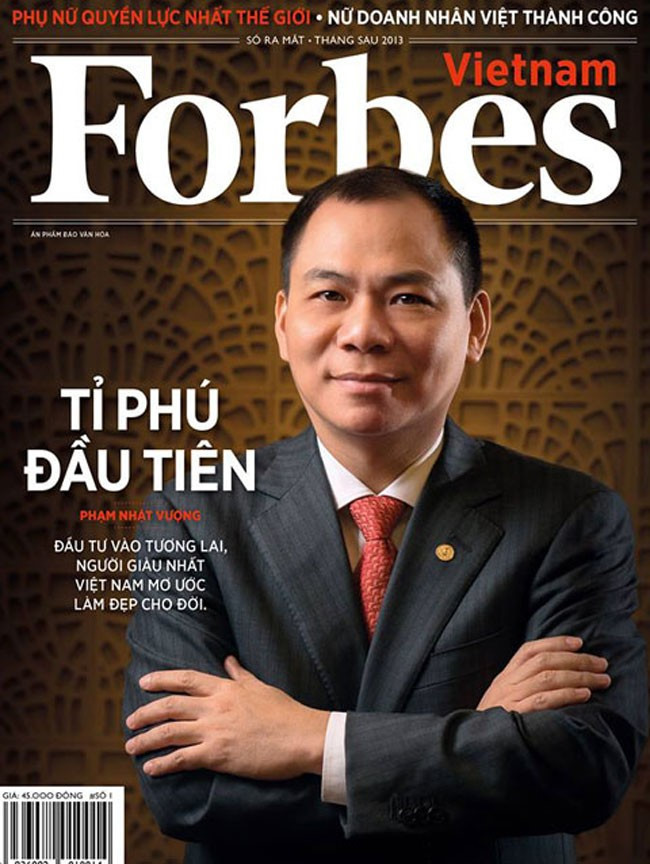 PHỤ NỮ QUYỀN LỰC NHẤT THẾ GIỚI • NỮ DOANH NHÂN VIỆT THÀNH CÔNG
SỐ RA MẮT • THÁNG SÁU 2013
Vietnam
Forbes
ẤN PHẨM BÁO VĂN HÓA
TỈ PHÚ
ĐẦU TIÊN
PHẠM NHẬT VƯỢNG
ĐẦU TƯ VÀO TƯƠNG LAI,
NGƯỜI GIÀU NHẤT
VIỆT NAM MƠ ƯỚC
LÀM ĐẸP CHO ĐỜI.
GIÁ: 45.000 ĐỒNG #SỐ 1